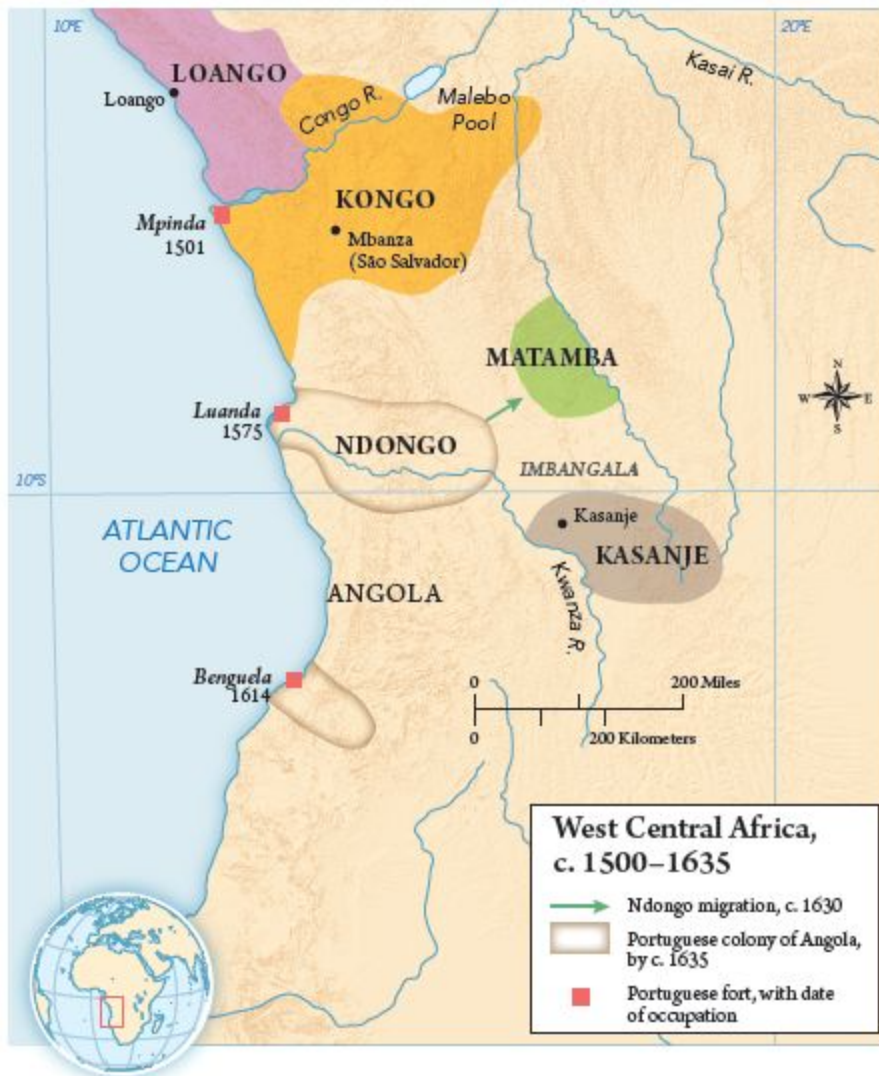 10°E
20°E
LOANGO
Kasai R.
Loango
Congo R.
Malebo
Pool
KONGO
Mpinda
1501
Mbanza
(São Salvador)
MATAMBA
N
W E
S
Luanda
1575
NDONGO
IMBANGALA
10°S
Kasanje
KASANJE
ATLANTIC
OCEAN
Kwanza R.
ANGOLA
Benguela
1614
0 200 Miles
0 200 Kilometers
West Central Africa,
c. 1500–1635
Ndongo migration, c. 1630
Portuguese colony of Angola,
by c. 1635
Portuguese fort, with date
of occupation